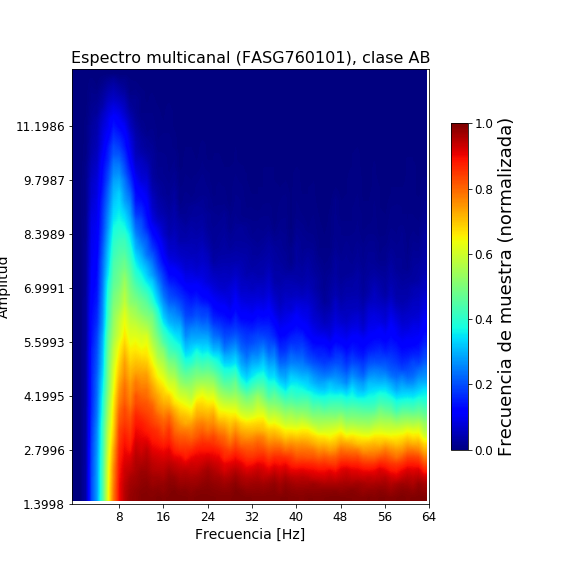 Espectro multicanal (FASG760101), clase AB
11.1986
9.7987
8.3989
6.9991
5.5993
4.1995
2.7996
1.3998
Amplitud
8 16 24 32 40 48 56 64
Frecuencia [Hz]
1.0
0.8
0.6
0.4
0.2
0.0
Frecuencia de muestra (normalizada)